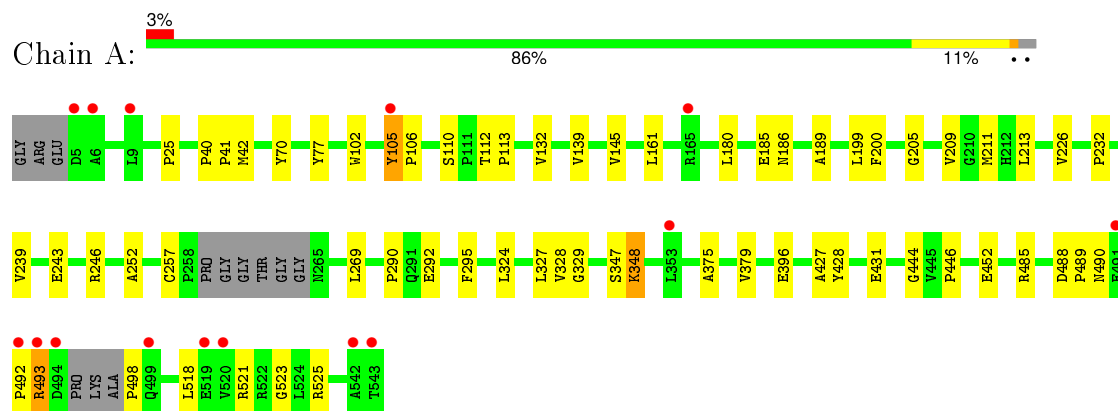 3%
Chain A:
86% 11% • •
GLY ARG GLU D5 A6 L9 P25 P40 P41 M42 Y70 Y77 W102 Y105 P106 S110 P111 T112 P113 V132 V139 V145 L161 R165 L180 E185 N186 A189 L199 F200 G205 V209 G210 M211 H212 L213 V226 P232
V239 E243 R246 A252 C257 P258 PRO GLY GLY THR GLY GLY N265 L269 P290 Q291 E292 F295 L324 L327 V328 G329 S347 K348 L353 A375 V379 E396 A427 Y428 E431 G444 V445 P446 E452 R485 D488 P489 N490 E491
P492 R493 D494 PRO LYS ALA P498 Q499 L518 E519 V520 R521 R522 G523 L524 R525 A542 T543